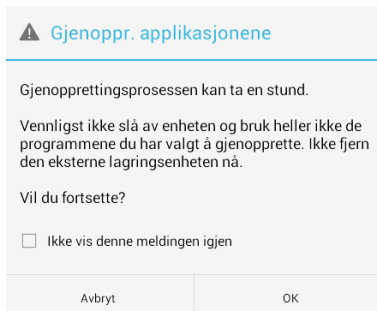 Gjenoppr. applikasjonene
Gjenopprettingsprosessen kan ta en stund.
Vennligst ikke slå av enheten og bruk heller ikke de
programmene du har valgt å gjenopprette. Ikke fjern
den eksterne lagringsenheten nå.
Vil du fortsette?
Ikke vis denne meldingen igjen
Avbryt
OK